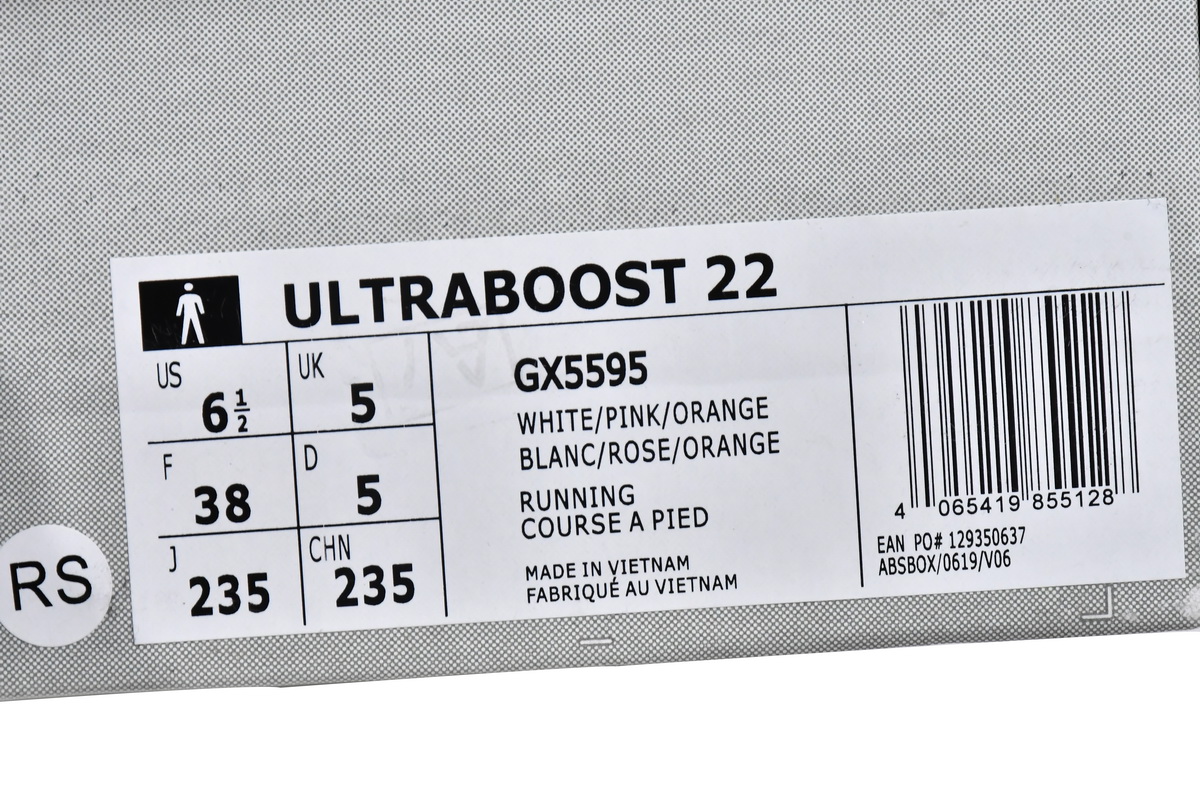 ULTRABOOST 22
US 6½
UK 5
F 38
D 5
J 235
CHN 235
GX5595
WHITE/PINK/ORANGE
BLANC/ROSE/ORANGE
RUNNING
COURSE A PIED
MADE IN VIETNAM
FABRIQUÉ AU VIETNAM
4 065419 855128
EAN PO# 129350637
ABSBOX/0619/V06
RS